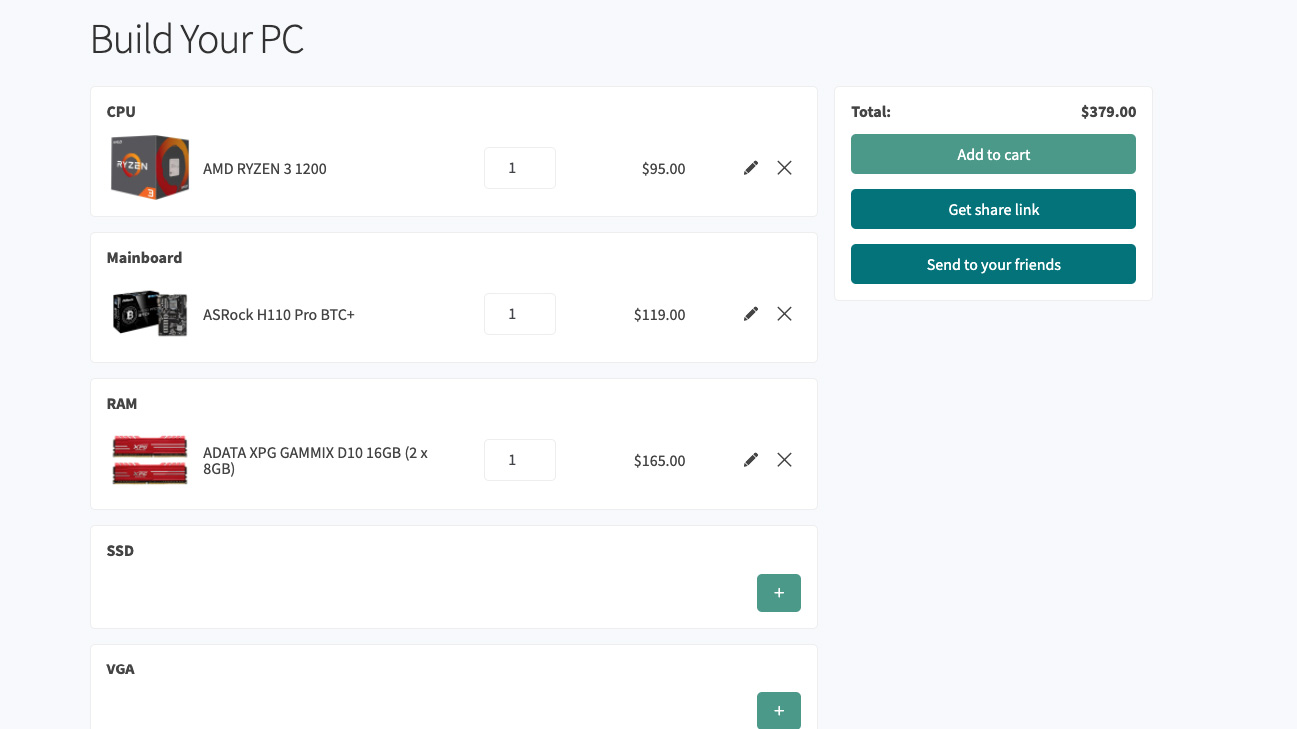 Build Your PC
CPU
RYZEN
3
AMD RYZEN 3 1200
1
$95.00
Mainboard
ASRock H110 Pro BTC+
1
$119.00
RAM
ADATA XPG GAMMIX D10 16GB (2 x
8GB)
1
$165.00
SSD
+
VGA
+
Total:
$379.00
Add to cart
Get share link
Send to your friends